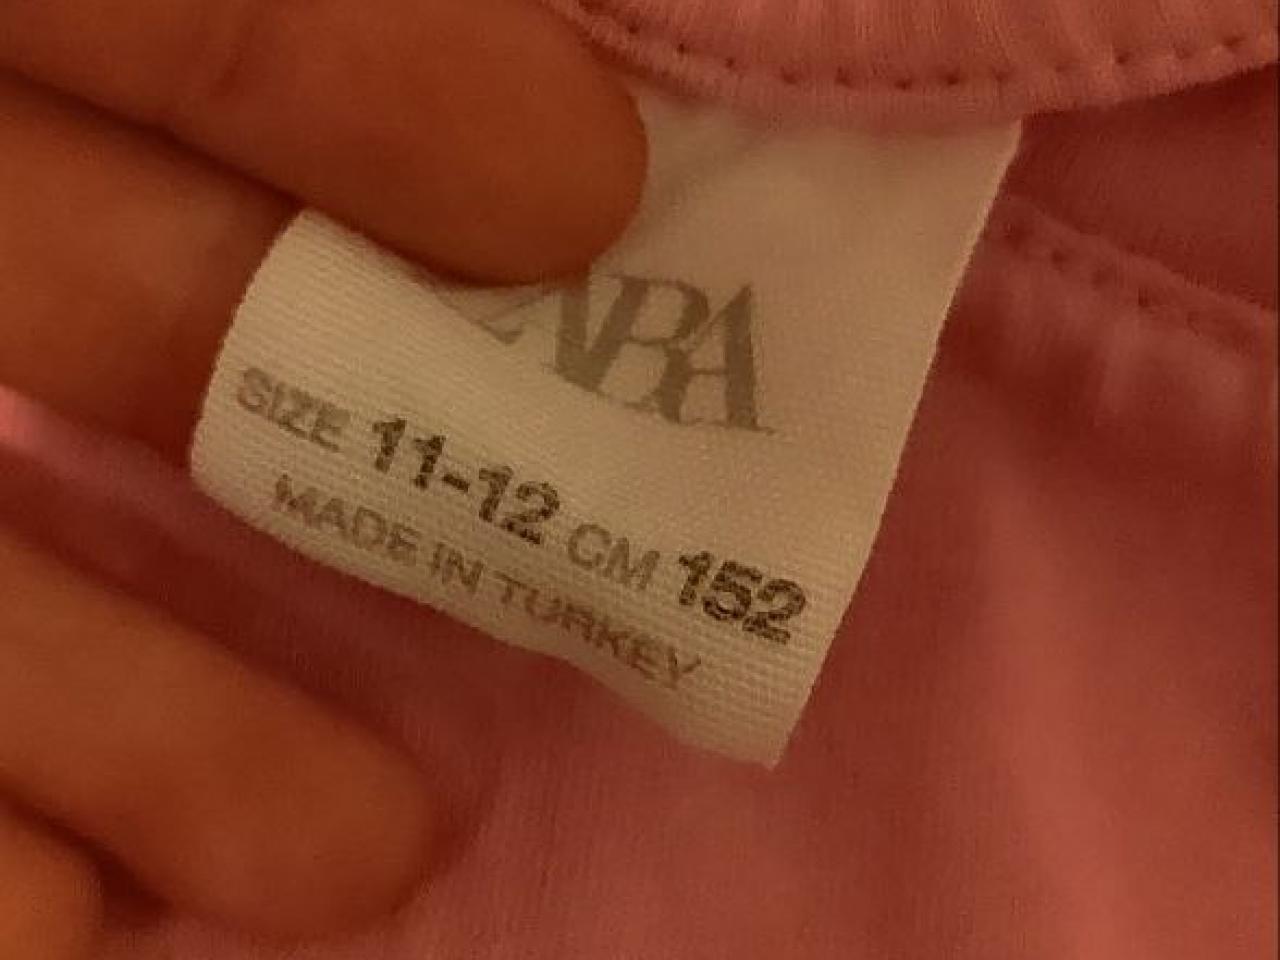 ZARA
SIZE 11-12 CM 152
MADE IN TURKEY